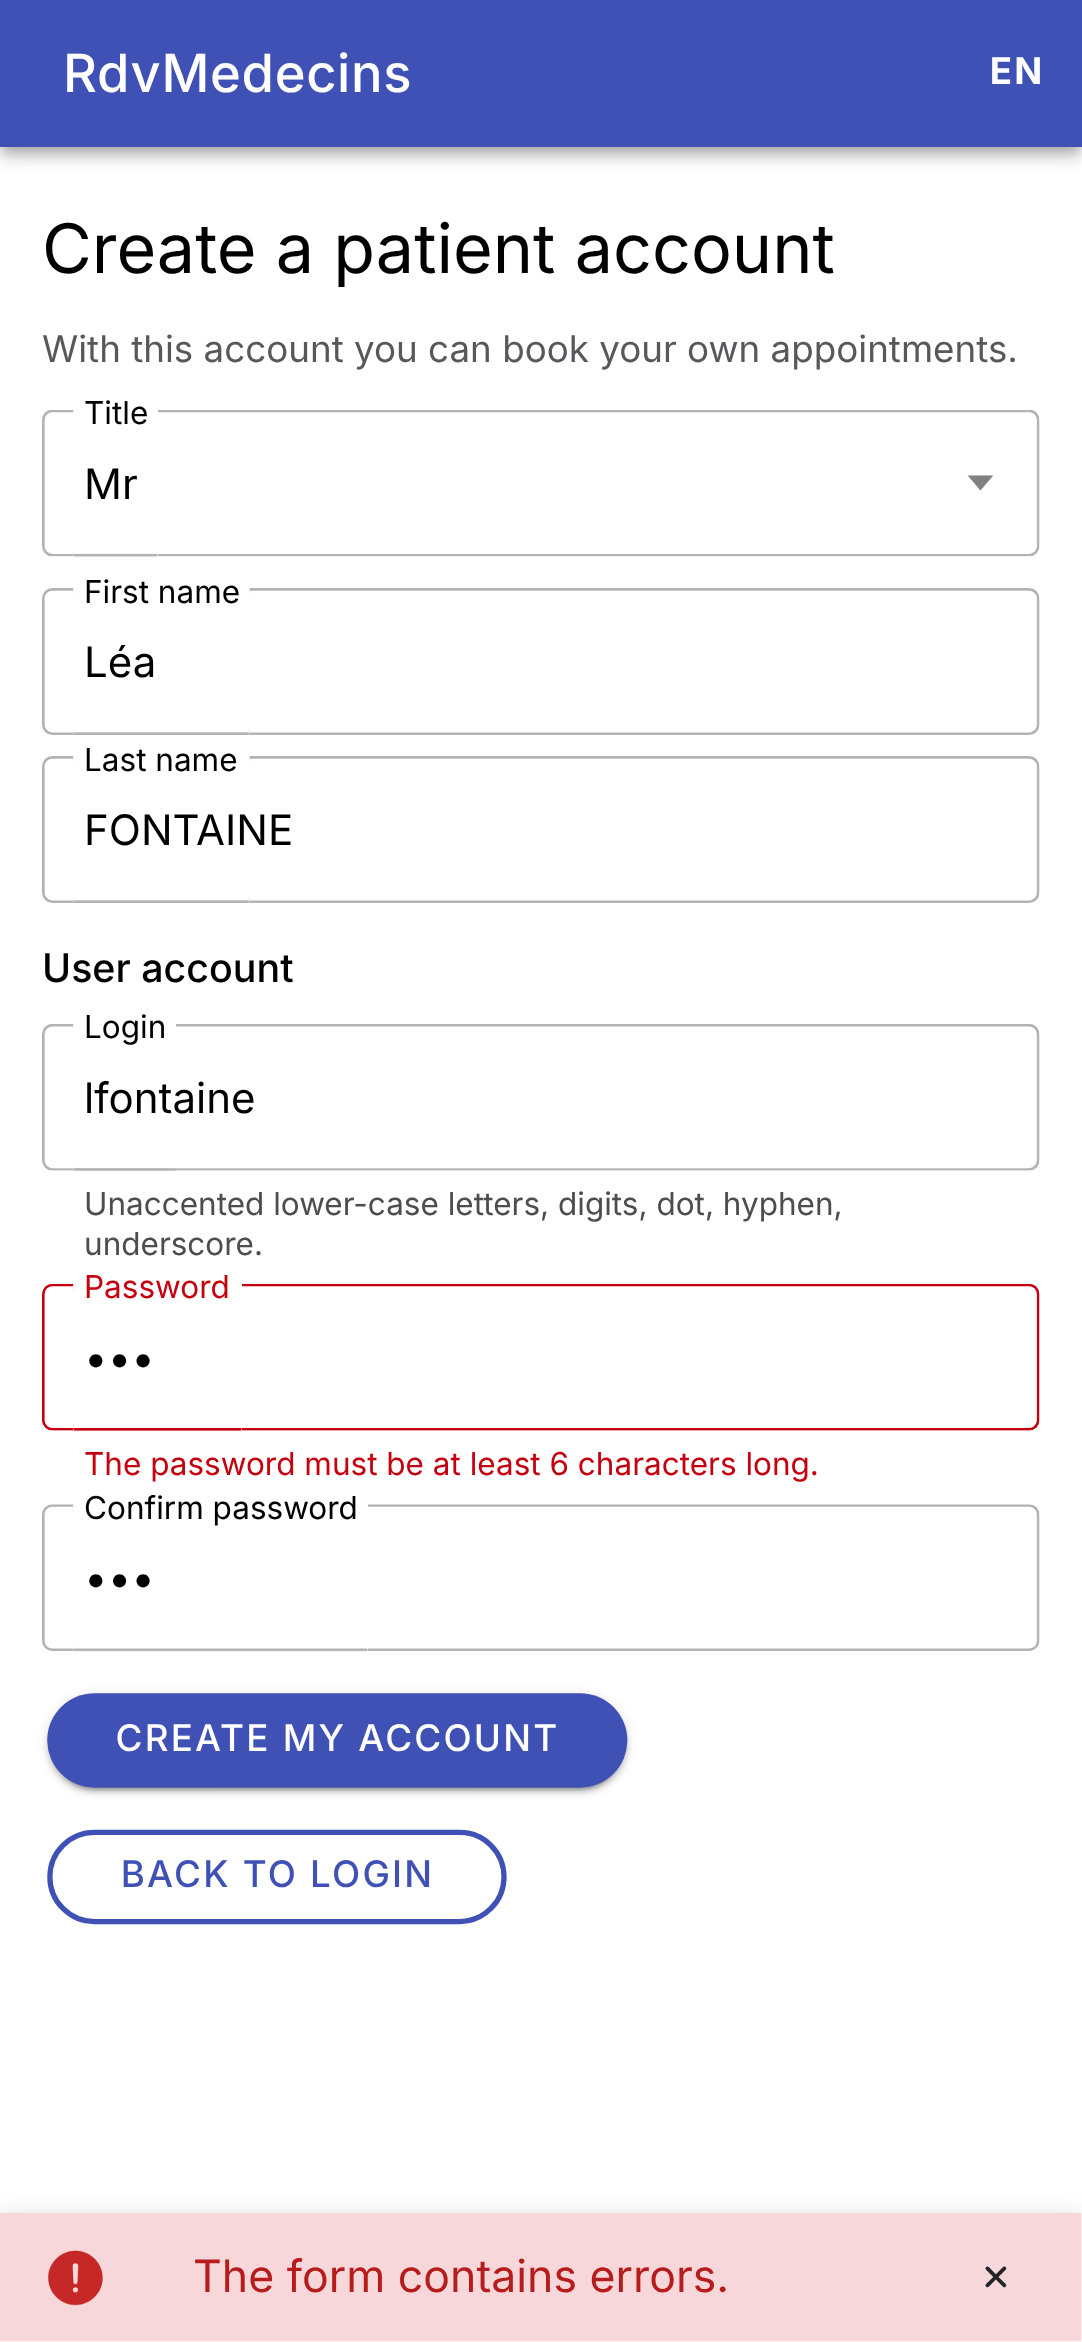 RdvMedecins
EN
Create a patient account
With this account you can book your own appointments.
Title
Mr
First name
Léa
Last name
FONTAINE
User account
Login
lfontaine
Unaccented lower-case letters, digits, dot, hyphen,
underscore.
Password
•••
The password must be at least 6 characters long.
Confirm password
•••
CREATE MY ACCOUNT
BACK TO LOGIN
The form contains errors.